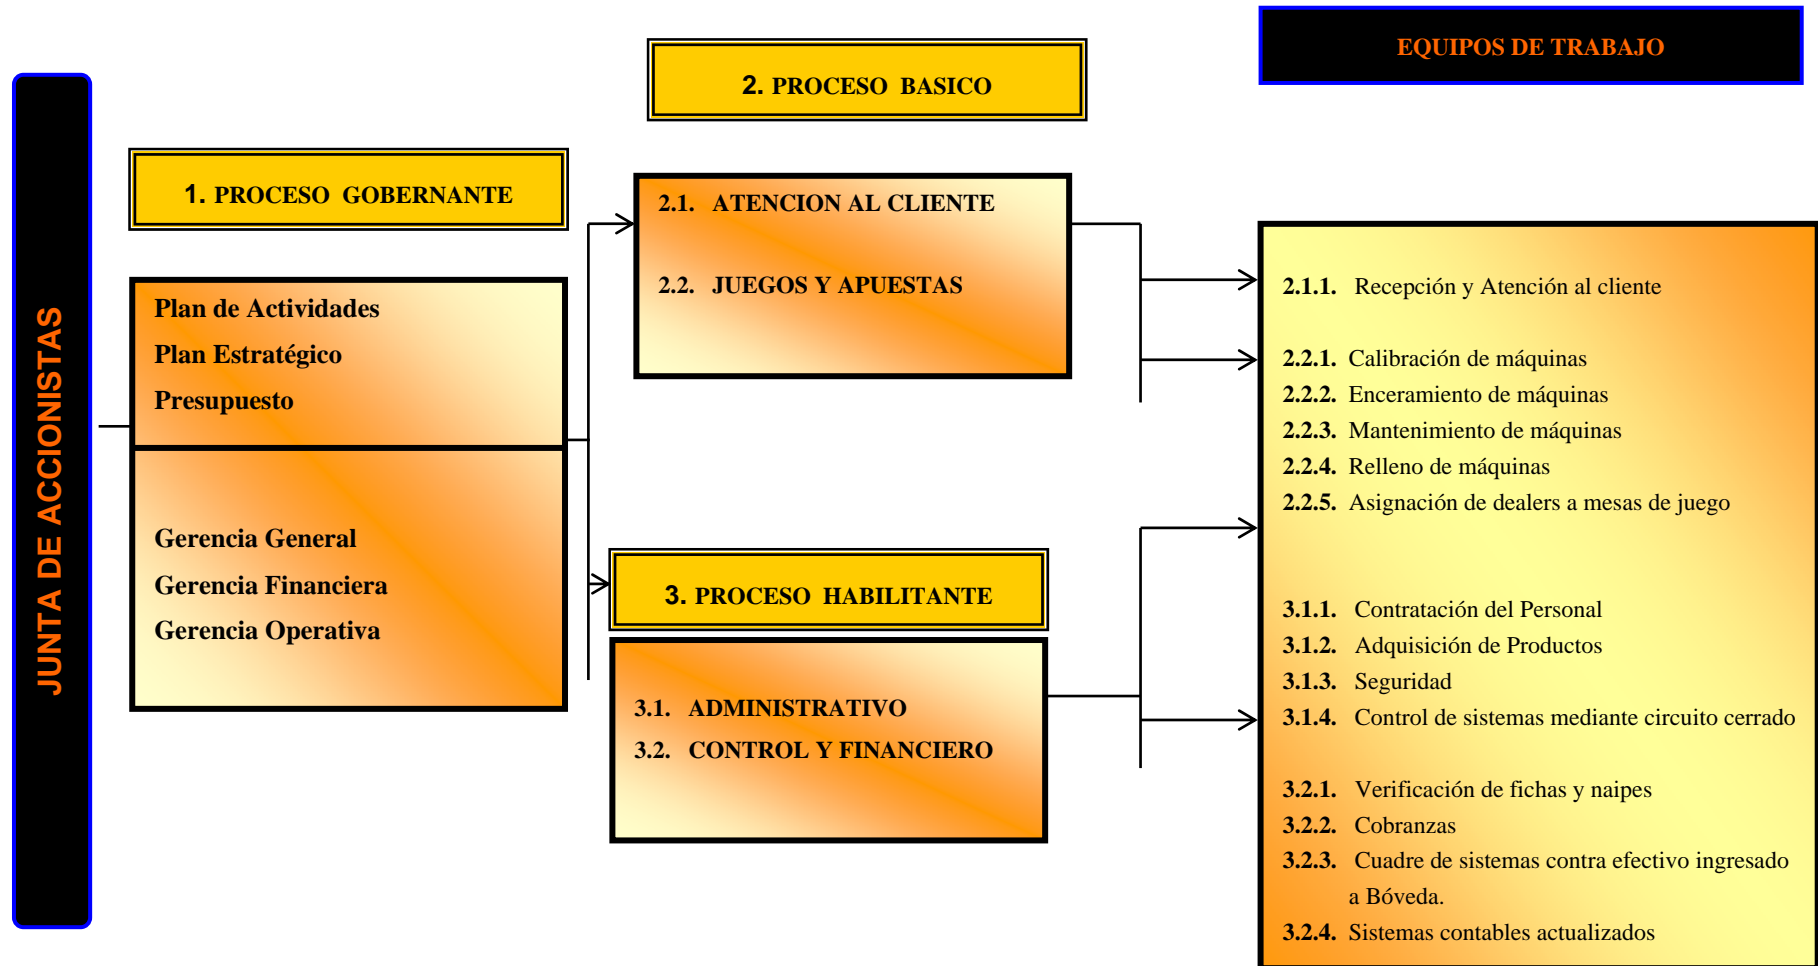 JUNTA DE ACCIONISTAS
1. PROCESO GOBERNANTE
Plan de Actividades
Plan Estratégico
Presupuesto
Gerencia General
Gerencia Financiera
Gerencia Operativa
2. PROCESO BASICO
2.1. ATENCION AL CLIENTE
2.2. JUEGOS Y APUESTAS
3. PROCESO HABILITANTE
3.1. ADMINISTRATIVO
3.2. CONTROL Y FINANCIERO
EQUIPOS DE TRABAJO
2.1.1. Recepción y Atención al cliente
2.2.1. Calibración de máquinas
2.2.2. Enceramiento de máquinas
2.2.3. Mantenimiento de máquinas
2.2.4. Relleno de máquinas
2.2.5. Asignación de dealers a mesas de juego
3.1.1. Contratación del Personal
3.1.2. Adquisición de Productos
3.1.3. Seguridad
3.1.4. Control de sistemas mediante circuito cerrado
3.2.1. Verificación de fichas y naipes
3.2.2. Cobranzas
3.2.3. Cuadre de sistemas contra efectivo ingresado
a Bóveda.
3.2.4. Sistemas contables actualizados